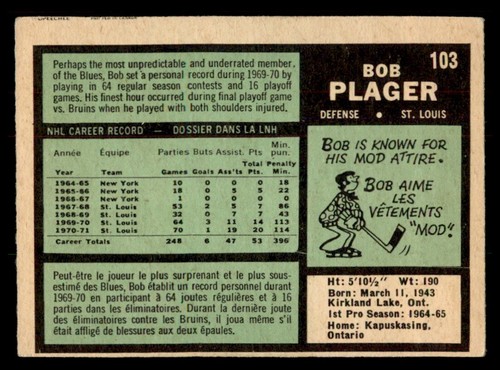 103
BOB
PLAGER
DEFENSE • ST. LOUIS
Perhaps the most unpredictable and underrated member
of the Blues, Bob set a personal record during 1969-70 by
playing in 64 regular season contests and 16 playoff
games. His finest hour occurred during final playoff game
vs. Bruins when he played with both shoulders injured.
NHL CAREER RECORD — DOSSIER DANS LA LNH
Année Équipe Parties Buts Assist. Pts Min. pun.
Year Team Games Goals Ass'ts Total Pts. Penalty Min.
1964-65 New York 10 0 0 0 18
1965-66 New York 18 0 5 5 22
1966-67 New York 1 0 0 0 0
1967-68 St. Louis 53 2 5 7 86
1968-69 St. Louis 32 0 7 7 43
1969-70 St. Louis 64 3 11 14 113
1970-71 St. Louis 70 1 19 20 114
Career Totals 248 6 47 53 396
BOB IS KNOWN FOR
HIS MOD ATTIRE.
BOB AIME
LES
VÊTEMENTS
"MOD".
Peut-être le joueur le plus surprenant et le plus sous-
estimé des Blues, Bob établit un record personnel durant
1969-70 en participant à 64 joutes régulières et à 16
parties dans les éliminatoires. Durant la dernière joute
des éliminatoires contre les Bruins, il joua même s'il
était affligé de blessures aux deux épaules.
Ht: 5'10½" Wt: 190
Born: March 11, 1943
Kirkland Lake, Ont.
1st Pro Season: 1964-65
Home: Kapuskasing,
Ontario